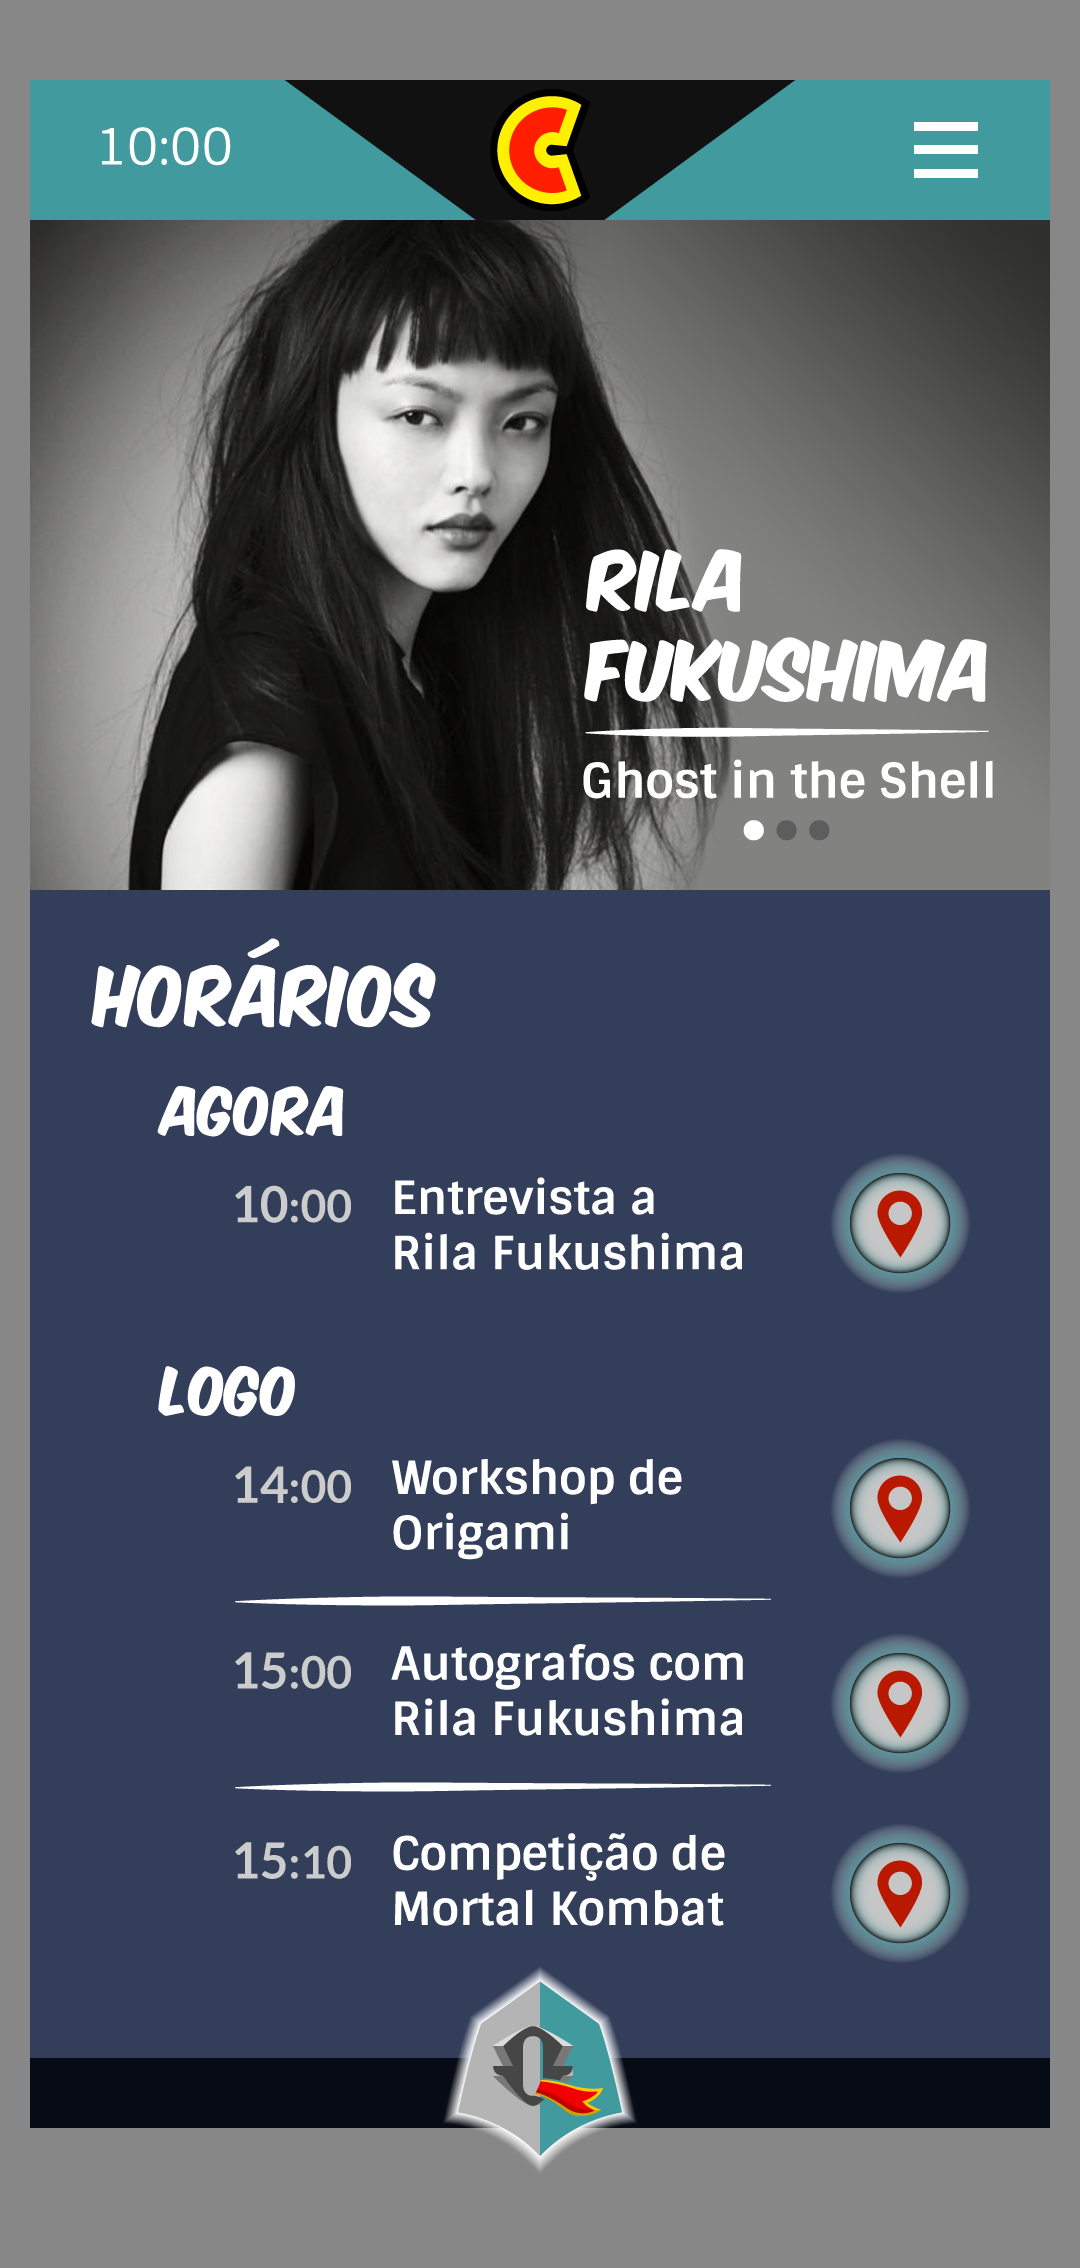 10:00
RILA
FUKUSHIMA
Ghost in the Shell
HORÁRIOS
AGORA
10:00 Entrevista a
Rila Fukushima
LOGO
14:00 Workshop de
Origami
15:00 Autografos com
Rila Fukushima
15:10 Competição de
Mortal Kombat